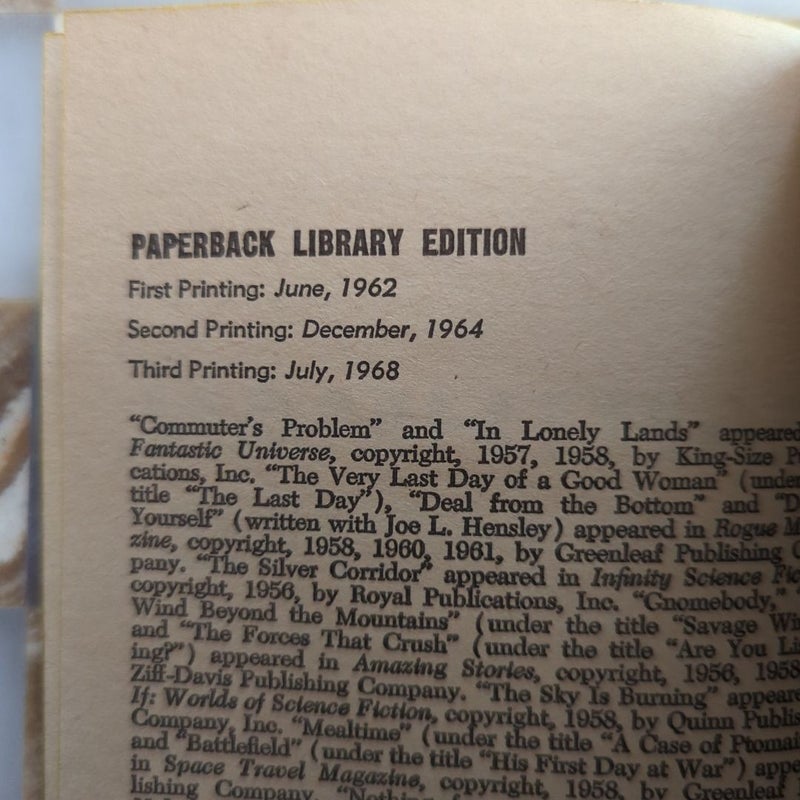 PAPERBACK LIBRARY EDITION
First Printing: June, 1962
Second Printing: December, 1964
Third Printing: July, 1968
“Commuter’s Problem” and “In Lonely Lands” appeared
Fantastic Universe, copyright, 1957, 1958, by King-Size
cations, Inc. “The Very Last Day of a Good Woman” (under
title “The Last Day”), “Deal from the Bottom” and
Yourself” (written with Joe L. Hensley) appeared in Rogue
zine, copyright, 1958, 1960, 1961, by Greenleaf Publishing
pany. “The Silver Corridor” appeared in Infinity Science
copyright, 1956, by Royal Publications, Inc. “Gnomebody,”
Wind Beyond the Mountains” (under the title “Savage
and “The Forces That Crush” (under the title “Are You
ing?”) appeared in Amazing Stories, copyright, 1956, 1958
Ziff-Davis Publishing Company. “The Sky Is Burning”
If: Worlds of Science Fiction, copyright, 1958, by Quinn
Company, Inc. “Mealtime” (under the title “A Case of
and “Battlefield” (under the title “His First Day at War”)
in Space Travel Magazine, copyright, 1958, by Greenleaf
lishing Company.